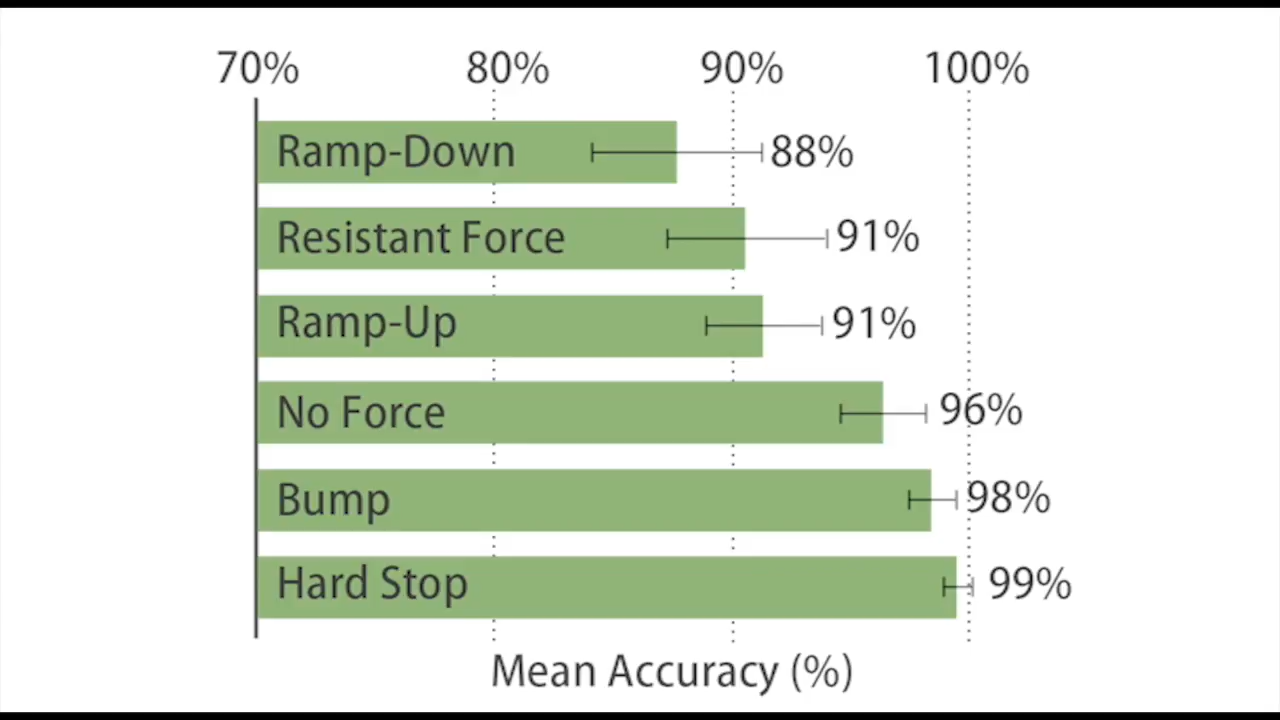 70% 80% 90% 100%
Ramp-Down 88%
Resistant Force 91%
Ramp-Up 91%
No Force 96%
Bump 98%
Hard Stop 99%
Mean Accuracy (%)